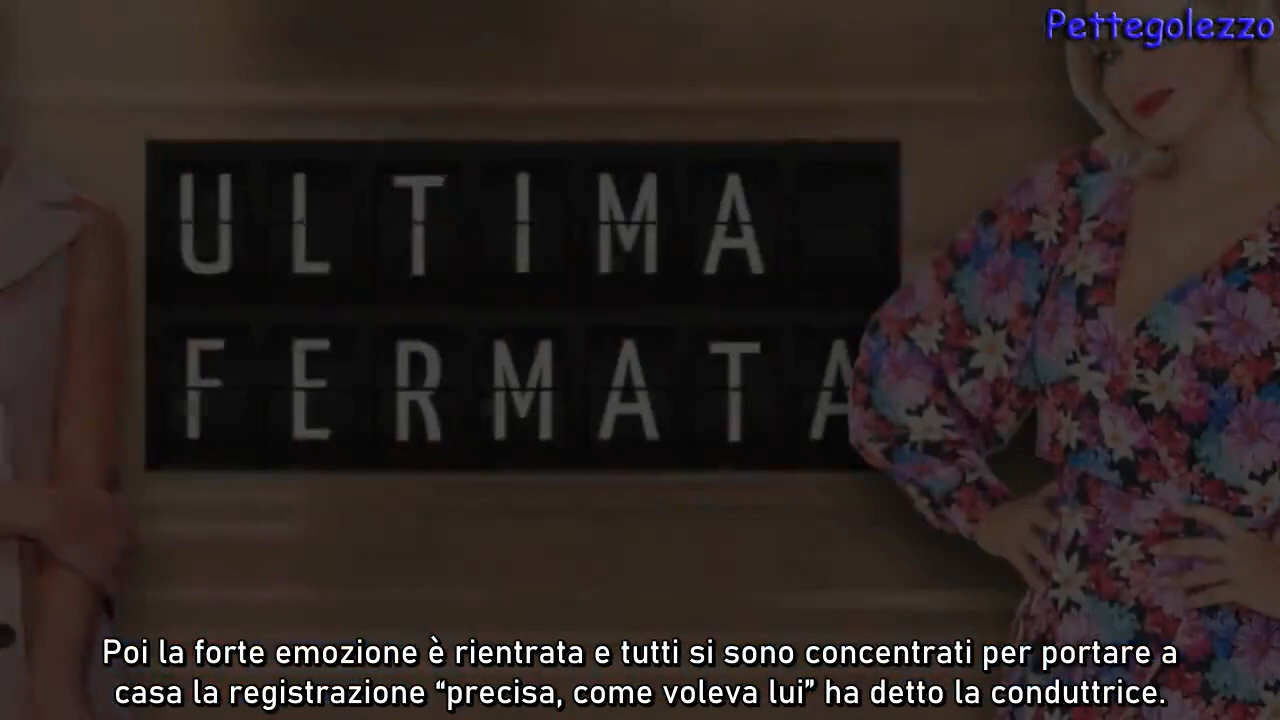 Pettegolezzo
ULTIMA
FERMATA
Poi la forte emozione è rientrata e tutti si sono concentrati per portare a
casa la registrazione “precisa, come voleva lui” ha detto la conduttrice.